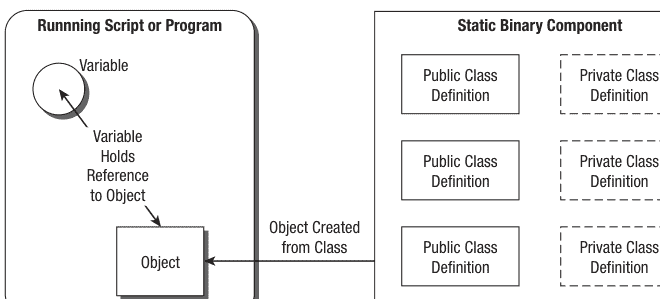 Runnning Script or Program
Variable
Variable
Holds
Reference
to Object
Object
Object Created
from Class
Static Binary Component
Public Class
Definition
Private Class
Definition
Public Class
Definition
Private Class
Definition
Public Class
Definition
Private Class
Definition